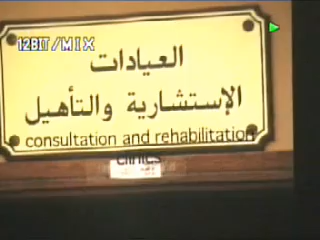 12BIT/MIX
العيادات
الإستشارية والتأهيل
consultation and rehabilitation
clinics